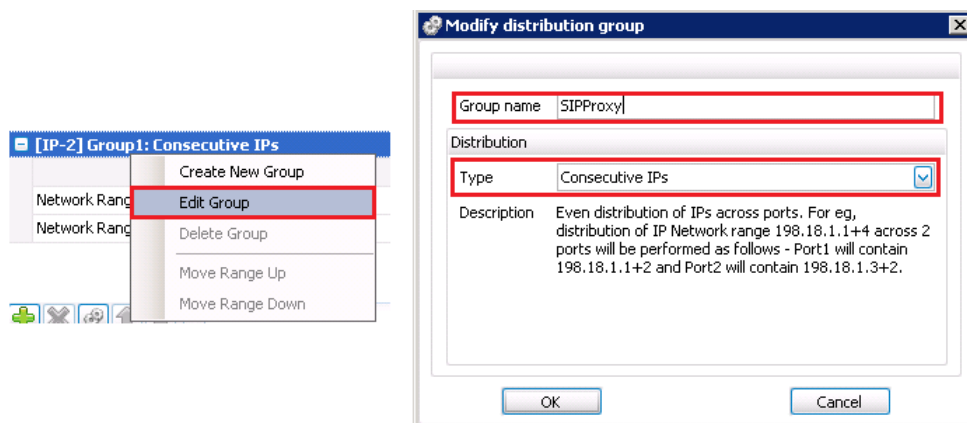 [IP-2] Group1: Consecutive IPs
Network Rang
Network Rang
Create New Group
Edit Group
Delete Group
Move Range Up
Move Range Down
Modify distribution group
Group name SIPProxy
Distribution
Type Consecutive IPs
Description Even distribution of IPs across ports. For eg,
distribution of IP Network range 198.18.1.1+4 across 2
ports will be performed as follows - Port1 will contain
198.18.1.1+2 and Port2 will contain 198.18.1.3+2.
OK Cancel